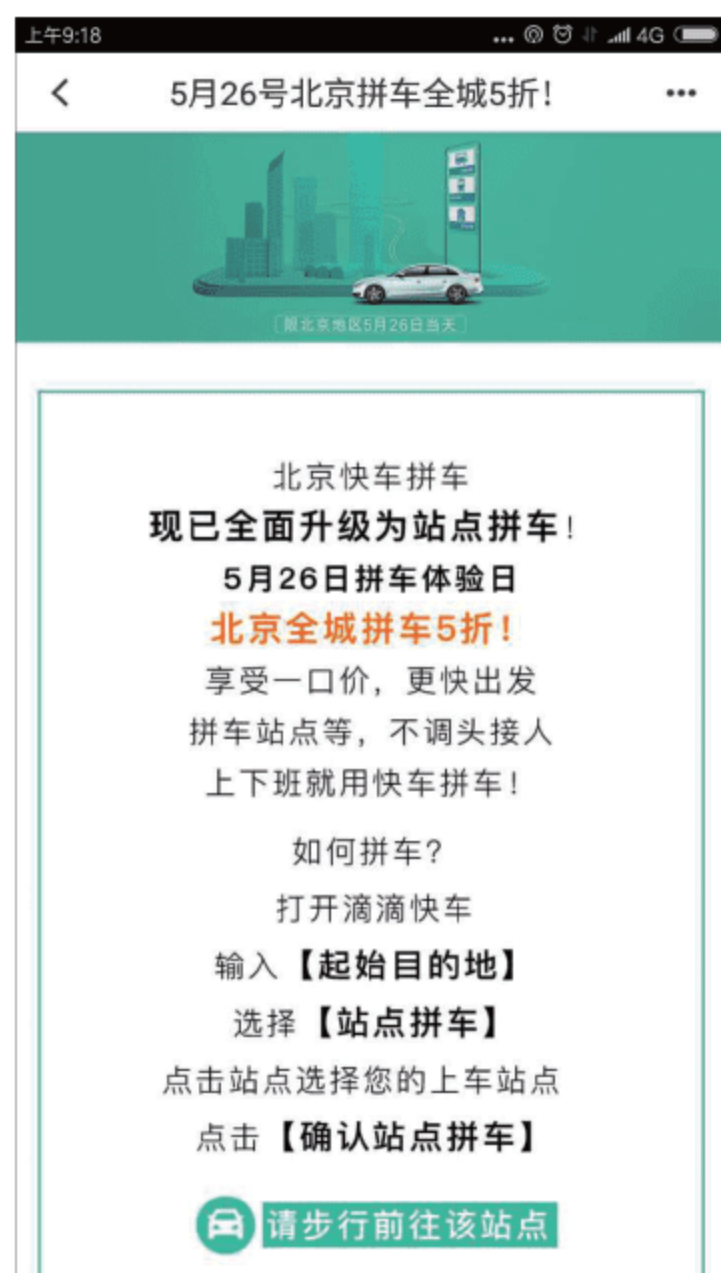 上午9:18
... 4G
5月26号北京拼车全城5折!
限北京地区5月26日当天
北京快车拼车
现已全面升级为站点拼车!
5月26日拼车体验日
北京全城拼车5折!
享受一口价，更快出发
拼车站点等，不调头接人
上下班就用快车拼车!
如何拼车?
打开滴滴快车
输入【起始目的地】
选择【站点拼车】
点击站点选择您的上车站点
点击【确认站点拼车】
请步行前往该站点